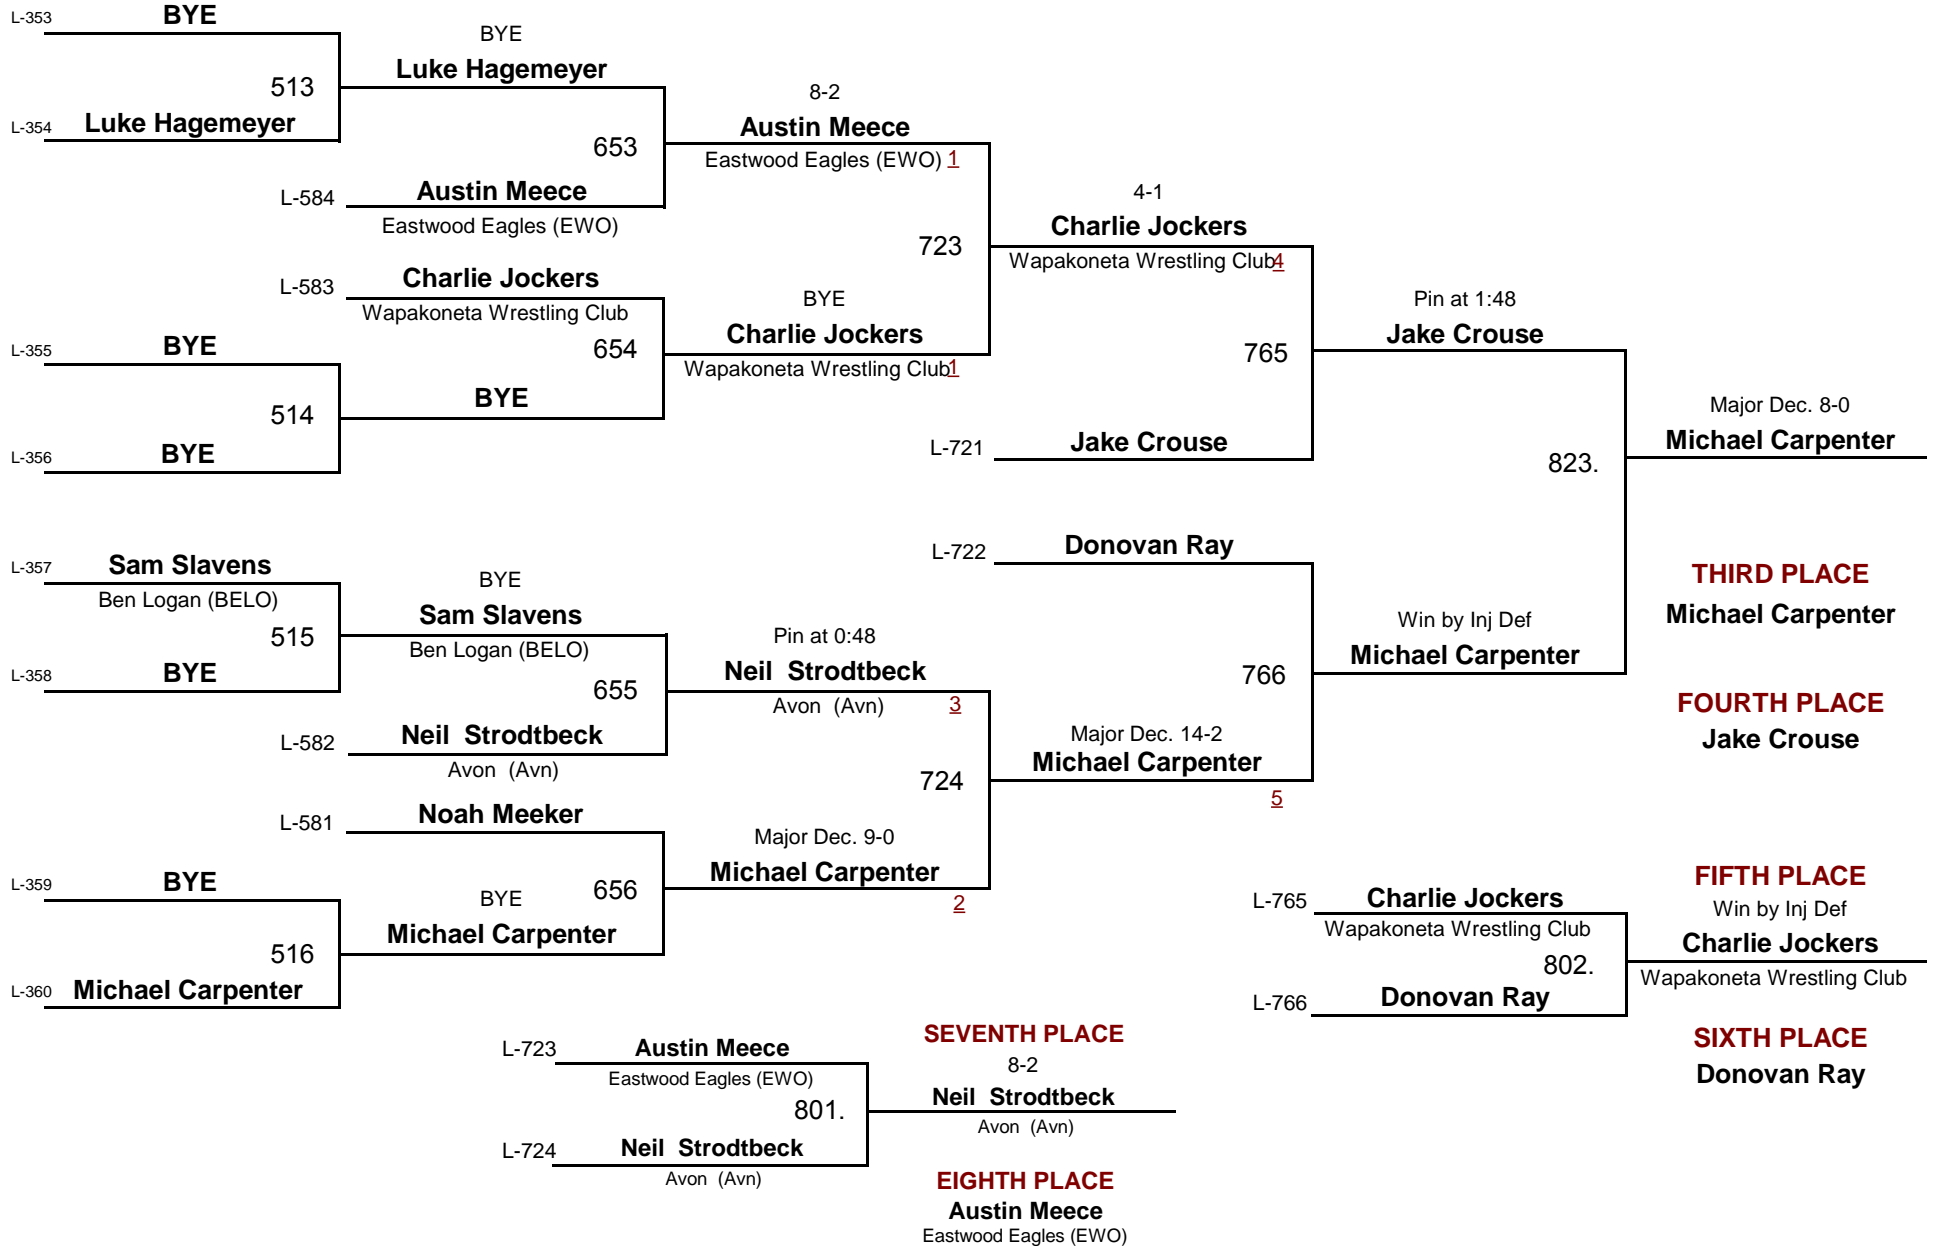 L-353
BYE
513
L-354
Luke Hagemeyer
BYE
Luke Hagemeyer
653
L-584
Austin Meece
Eastwood Eagles (EWO)
8-2
Austin Meece
Eastwood Eagles (EWO) 1
723
L-583
Charlie Jockers
Wapakoneta Wrestling Club
654
L-355
BYE
514
L-356
BYE
BYE
BYE
Charlie Jockers
Wapakoneta Wrestling Club 1
4-1
Charlie Jockers
Wapakoneta Wrestling Club 4
765
L-721
Jake Crouse
Pin at 1:48
Jake Crouse
823.
Major Dec. 8-0
Michael Carpenter
L-357
Sam Slavens
Ben Logan (BELO)
515
L-358
BYE
BYE
Sam Slavens
Ben Logan (BELO)
655
L-582
Neil  Strodtbeck
Avon  (Avn)
Pin at 0:48
Neil  Strodtbeck
Avon  (Avn) 3
724
L-581
Noah Meeker
656
L-359
BYE
516
L-360
Michael Carpenter
BYE
Michael Carpenter
Major Dec. 9-0
Michael Carpenter
2
L-722
Donovan Ray
766
Major Dec. 14-2
Michael Carpenter
5
Win by Inj Def
Michael Carpenter
THIRD PLACE
Michael Carpenter
FOURTH PLACE
Jake Crouse
L-765
Charlie Jockers
Wapakoneta Wrestling Club
802.
L-766
Donovan Ray
FIFTH PLACE
Win by Inj Def
Charlie Jockers
Wapakoneta Wrestling Club
SIXTH PLACE
Donovan Ray
L-723
Austin Meece
Eastwood Eagles (EWO)
801.
L-724
Neil  Strodtbeck
Avon  (Avn)
SEVENTH PLACE
8-2
Neil  Strodtbeck
Avon  (Avn)
EIGHTH PLACE
Austin Meece
Eastwood Eagles (EWO)